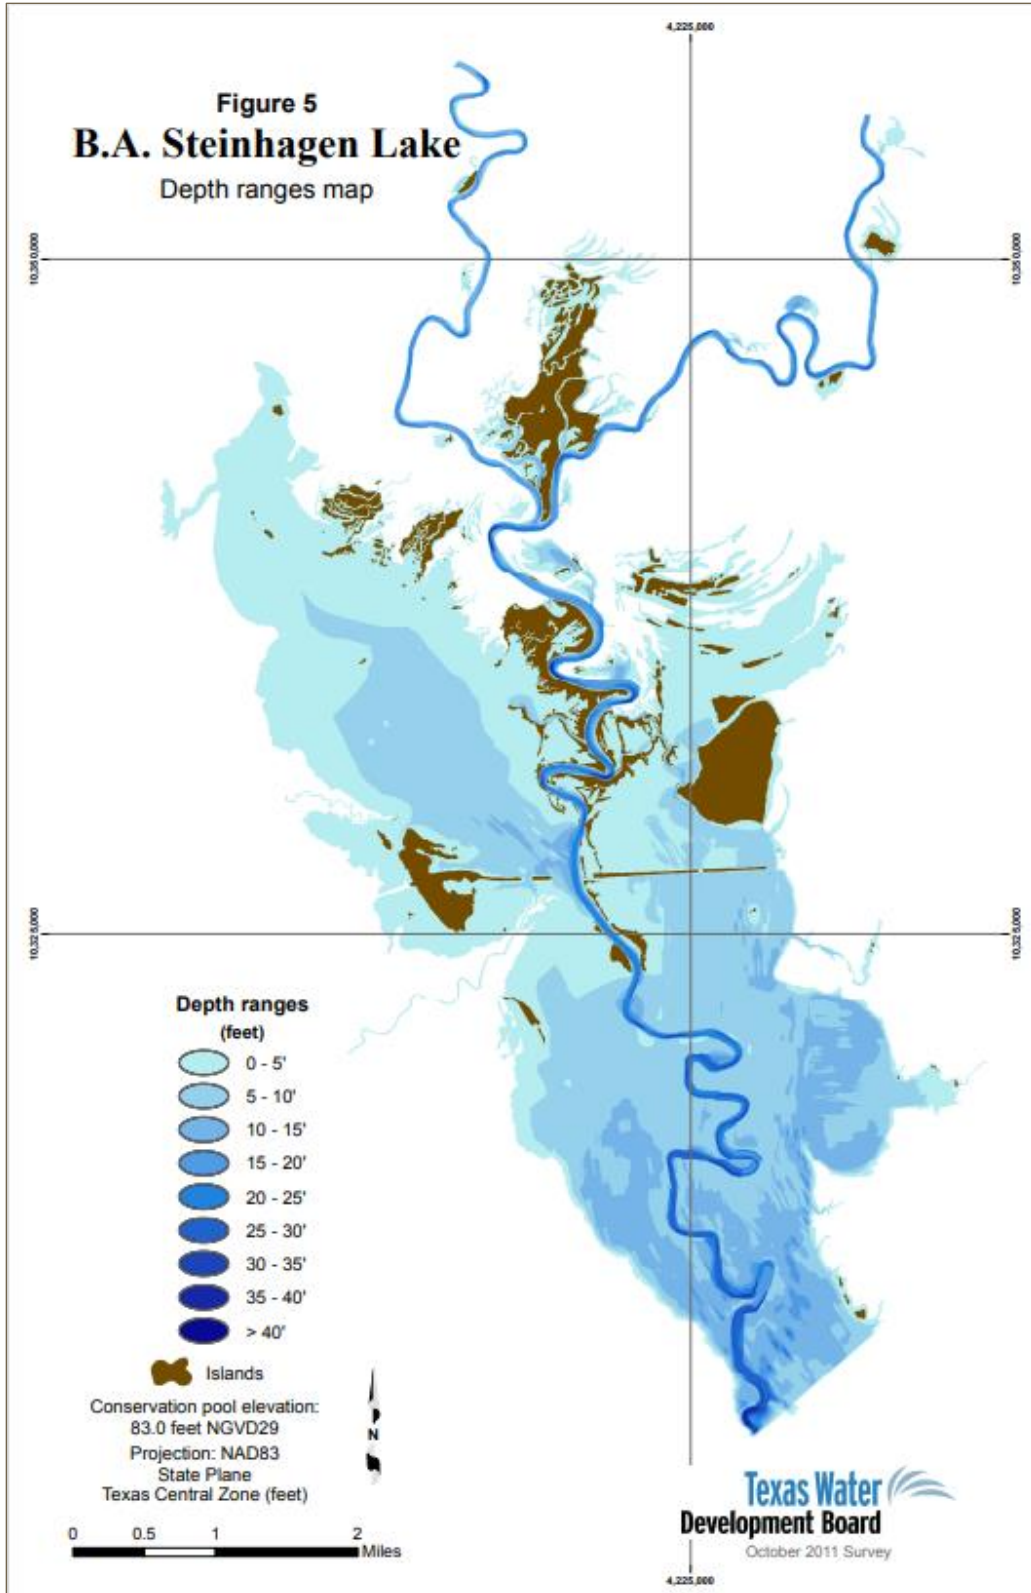 4,225,000
Figure 5
B.A. Steinhagen Lake
Depth ranges map
10,350,000
10,350,000
10,325,000
10,325,000
Depth ranges
(feet)
0 - 5'
5 - 10'
10 - 15'
15 - 20'
20 - 25'
25 - 30'
30 - 35'
35 - 40'
> 40'
Islands
Conservation pool elevation:
83.0 feet NGVD29
Projection: NAD83
State Plane
Texas Central Zone (feet)
N
0 0.5 1 2
Miles
Texas Water
Development Board
October 2011 Survey
4,225,000